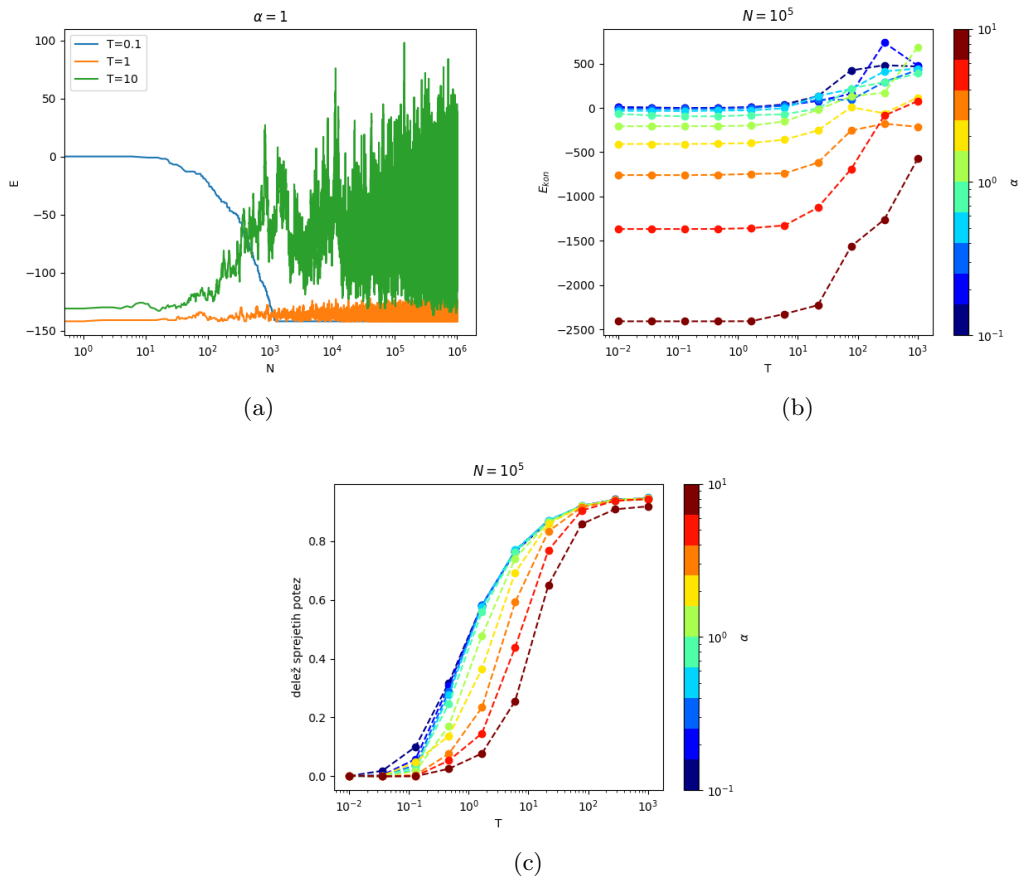 α = 1
T=0.1
T=1
T=10
100
50
0
−50
−100
−150
E
10⁰ 10¹ 10² 10³ 10⁴ 10⁵ 10⁶
N
(a)
N = 10⁵
500
0
−500
−1000
−1500
−2000
−2500
E_kon
10⁻² 10⁻¹ 10⁰ 10¹ 10² 10³
T
10¹
10⁰
10⁻¹
α
(b)
N = 10⁵
0.8
0.6
0.4
0.2
0.0
delež sprejetih potez
10⁻² 10⁻¹ 10⁰ 10¹ 10² 10³
T
10¹
10⁰
10⁻¹
α
(c)